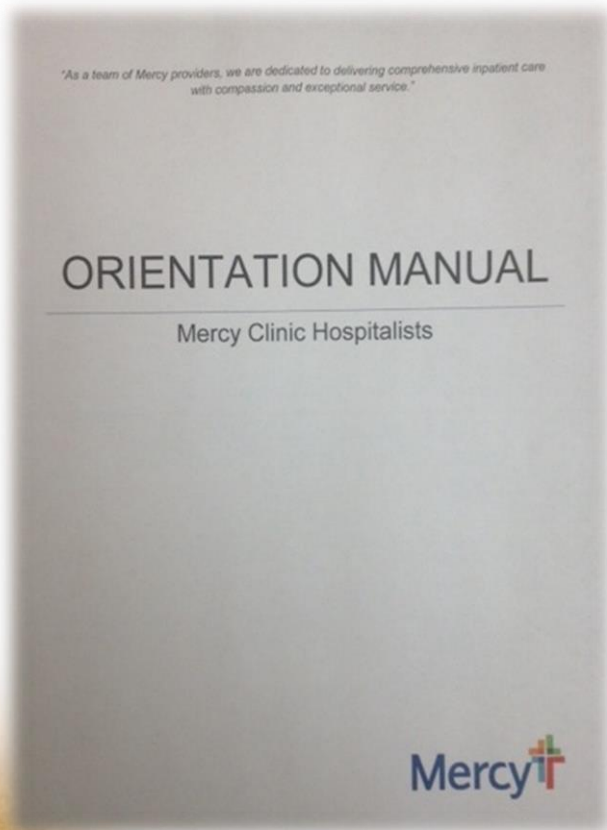 "As a team of Mercy providers, we are dedicated to delivering comprehensive inpatient care
with compassion and exceptional service."
ORIENTATION MANUAL
Mercy Clinic Hospitalists
Mercy